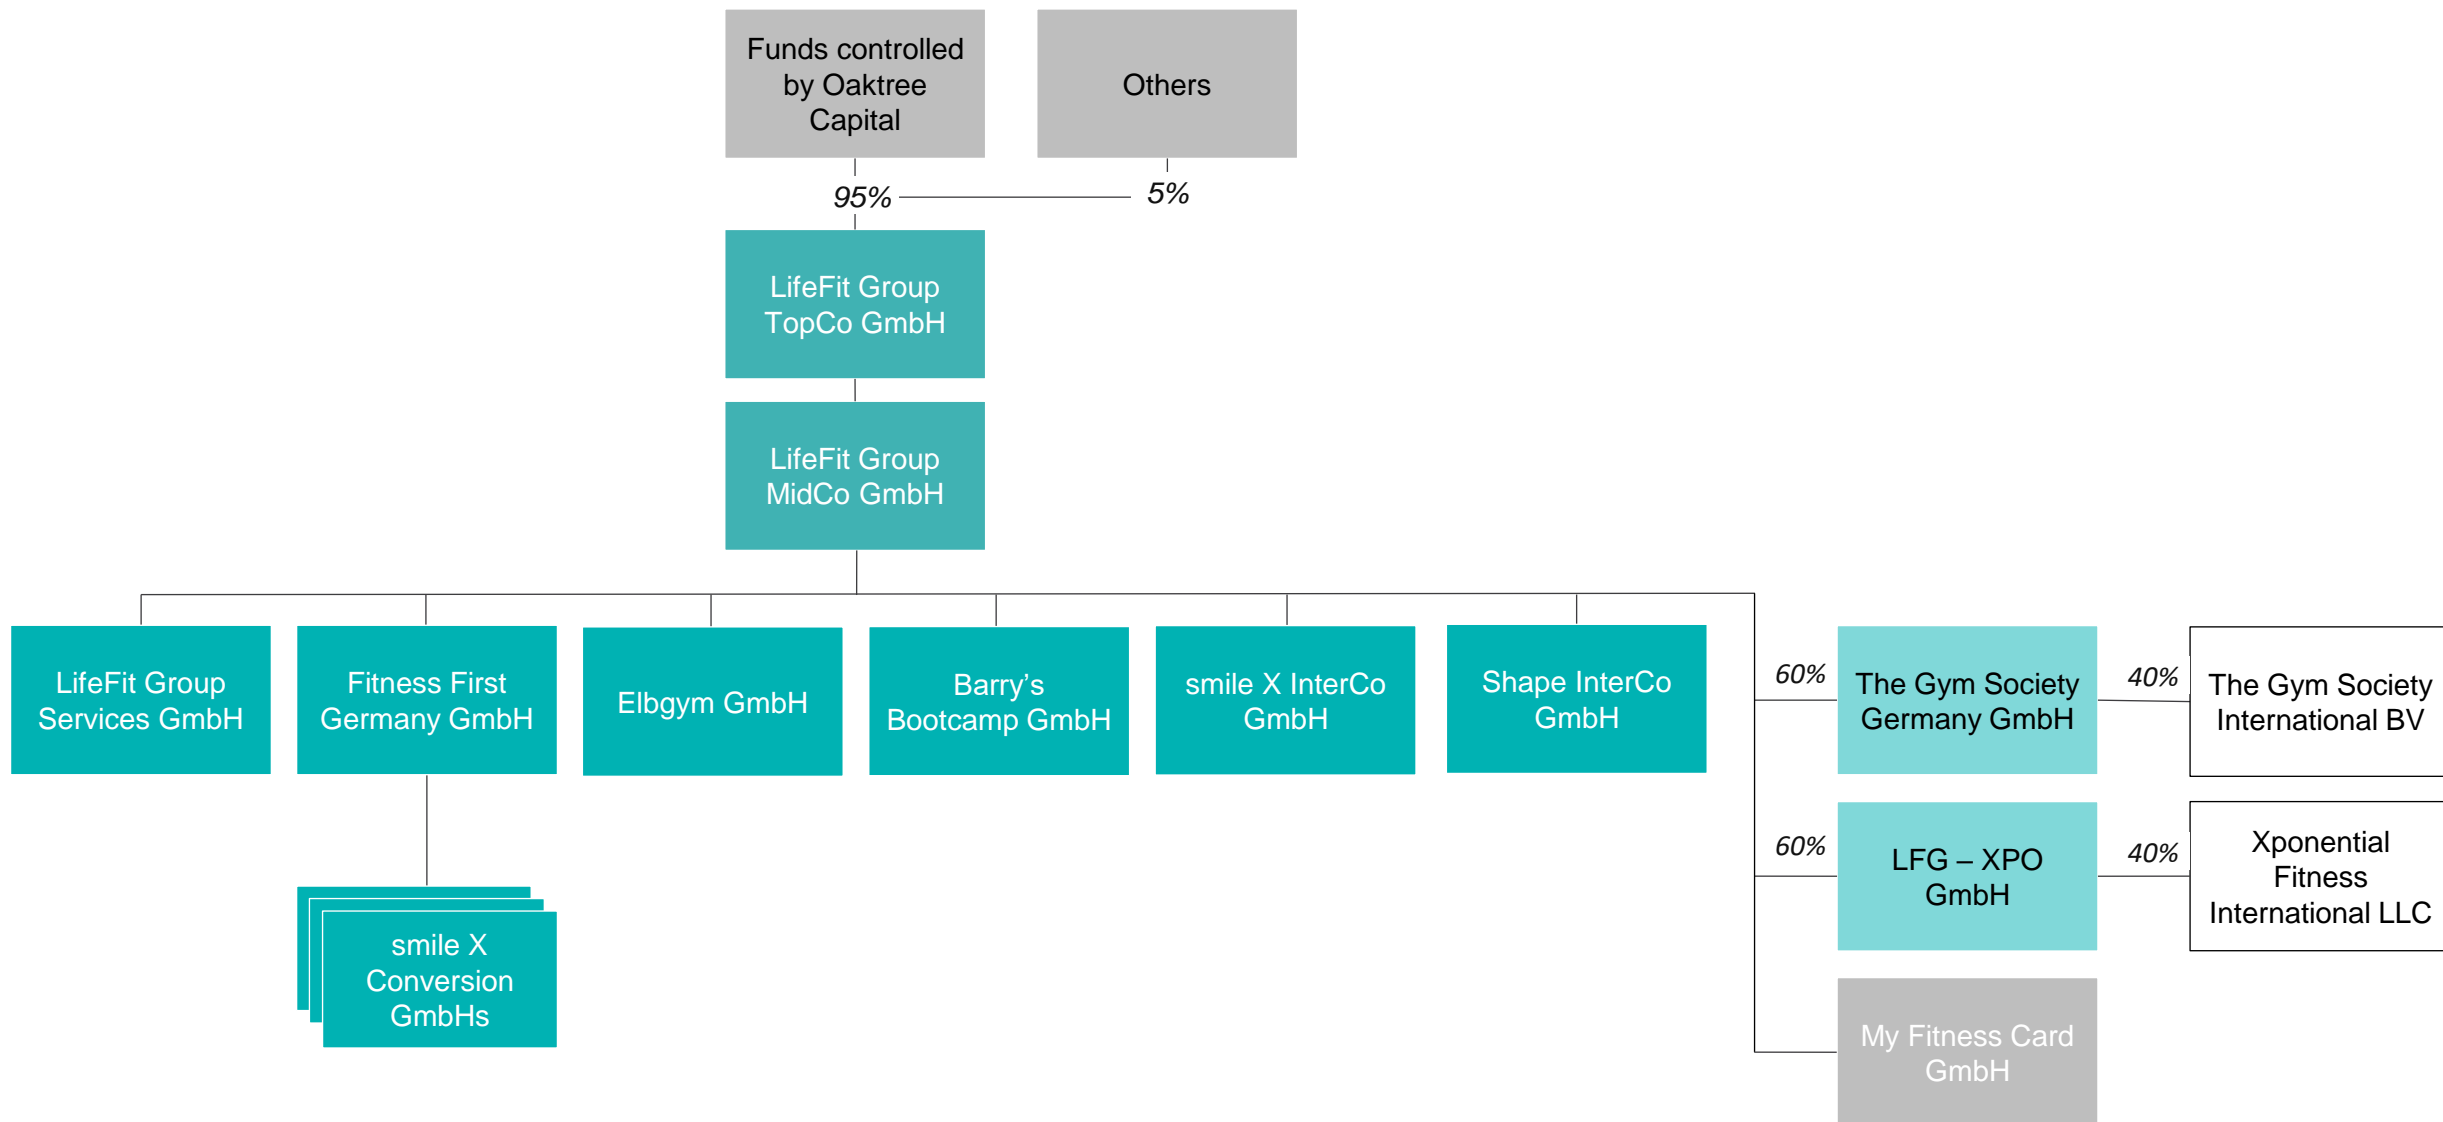 Funds controlled
by Oaktree
Capital
Others
95%
5%
LifeFit Group
TopCo GmbH
LifeFit Group
MidCo GmbH
LifeFit Group
Services GmbH
Fitness First
Germany GmbH
Elbgym GmbH
Barry’s
Bootcamp GmbH
smile X InterCo
GmbH
Shape InterCo
GmbH
60%
The Gym Society
Germany GmbH
40%
The Gym Society
International BV
60%
LFG – XPO
GmbH
40%
Xponential
Fitness
International LLC
smile X
Conversion
GmbHs
My Fitness Card
GmbH